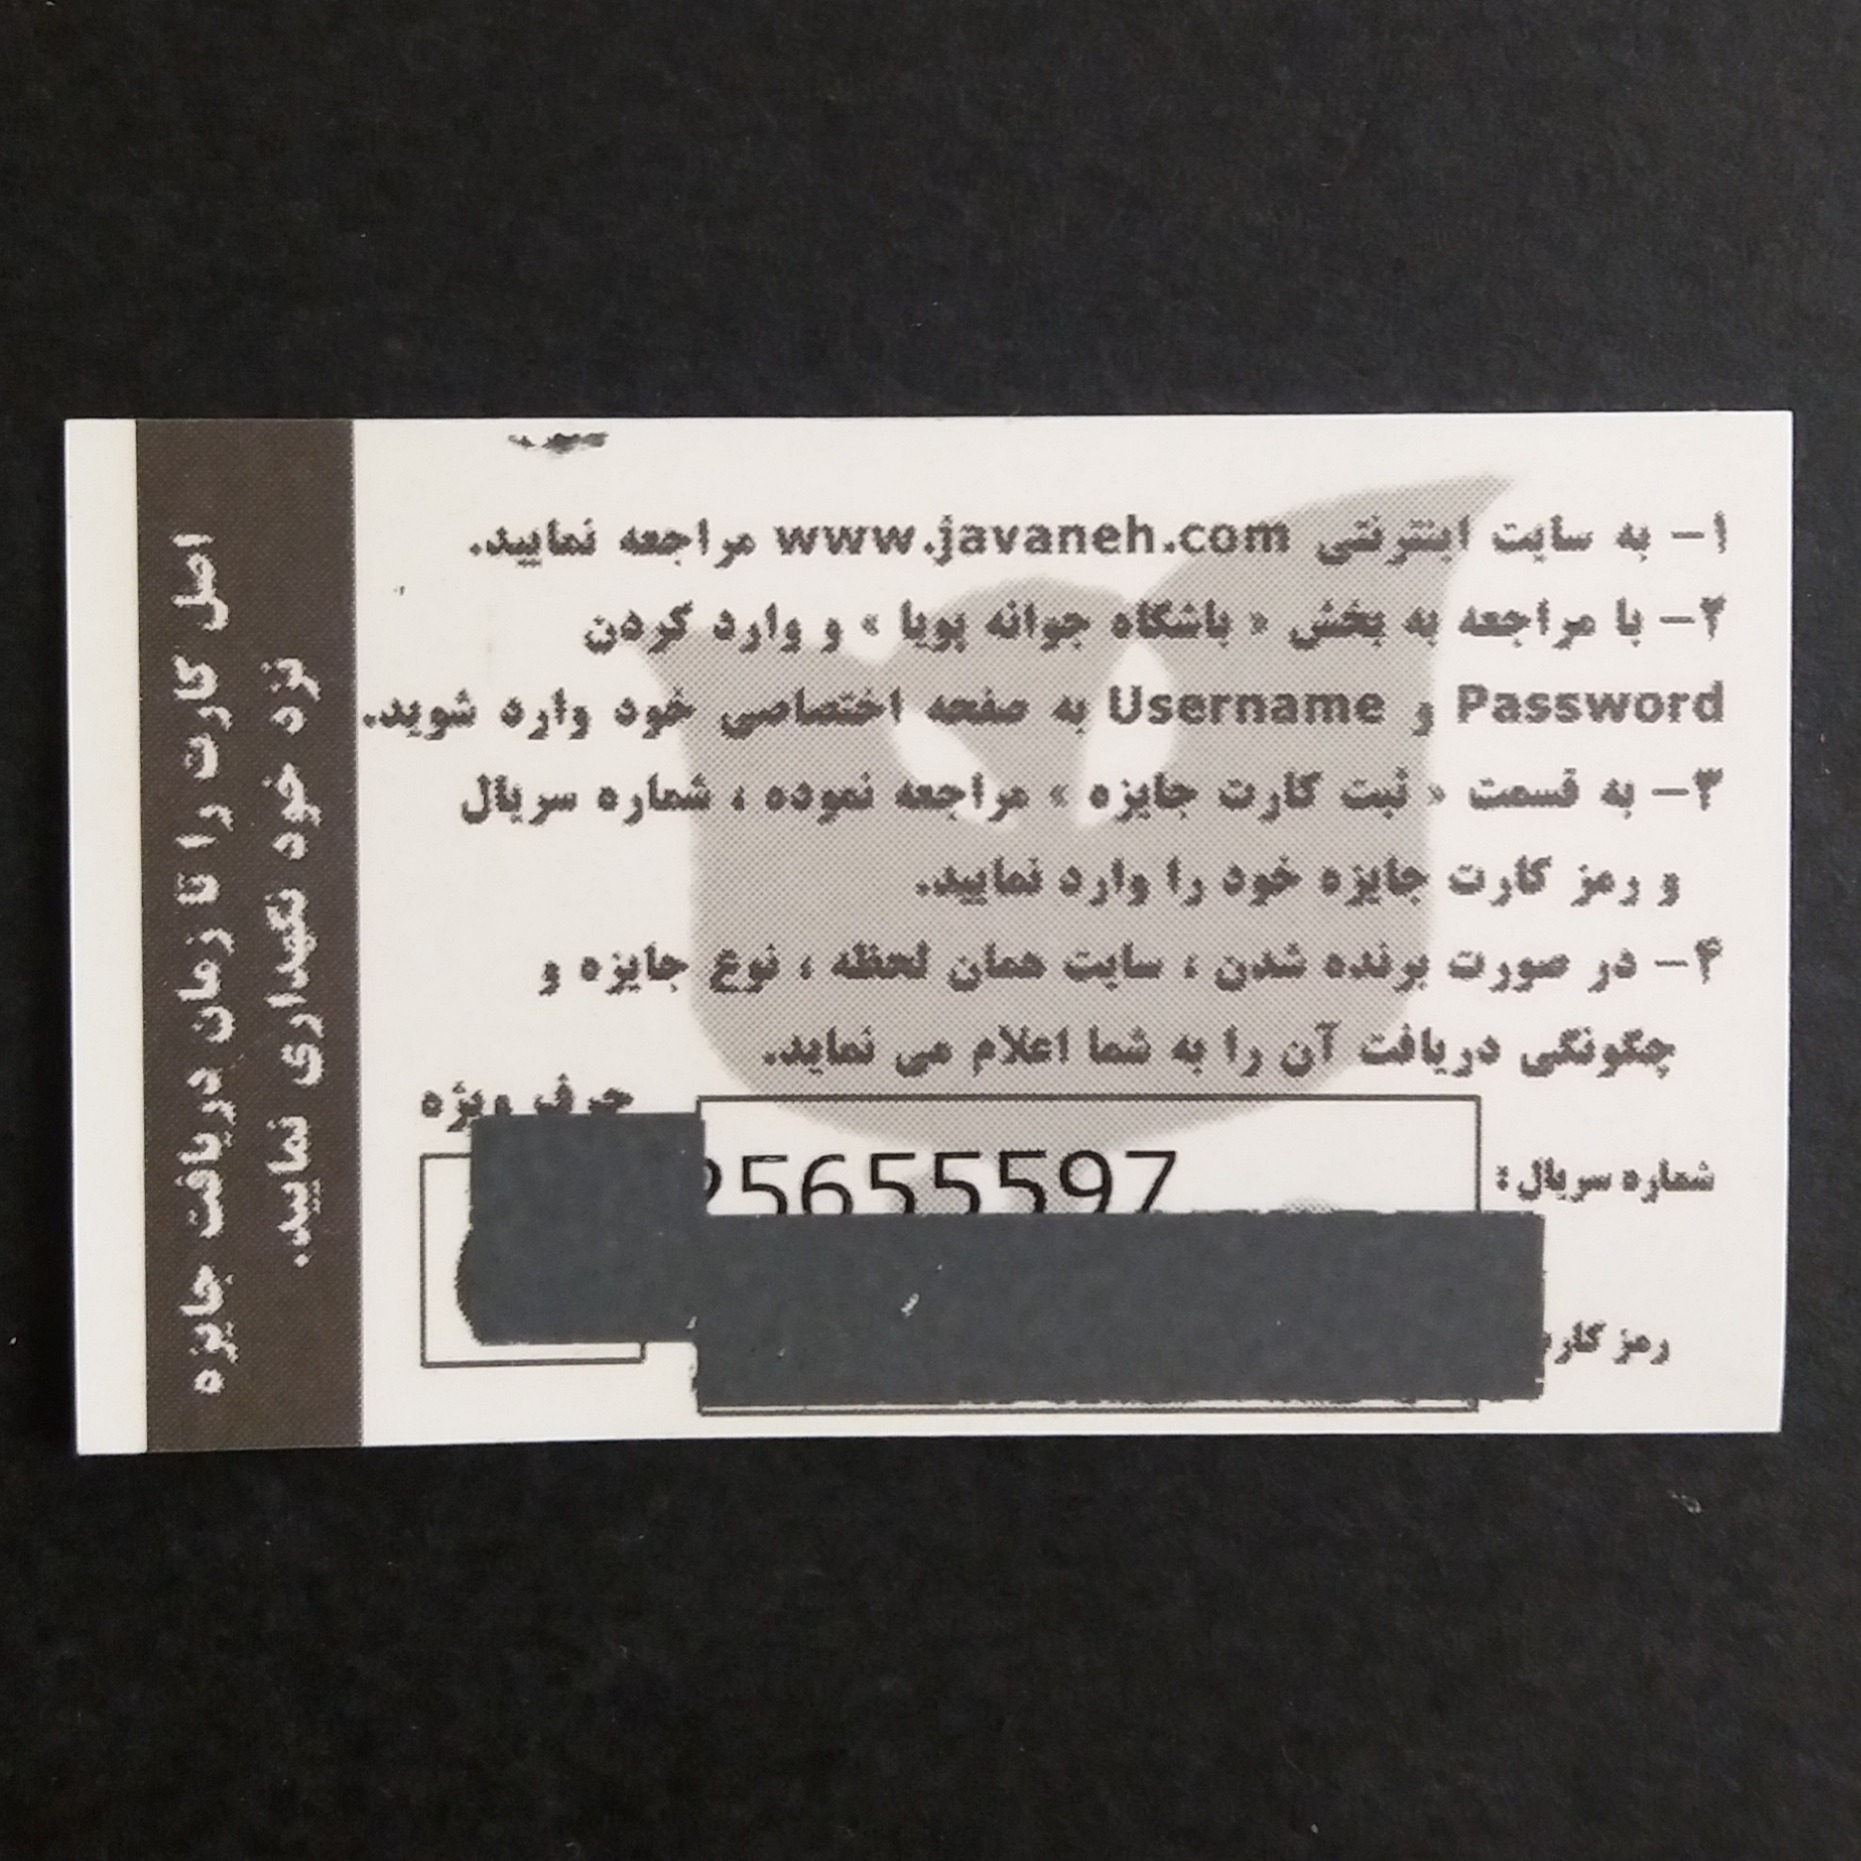 ۱– به سایت اینترنتی www.javaneh.com مراجعه نمایید.
۲– با مراجعه به بخش « باشگاه جوانه پویا » و وارد کردن
Password و Username به صفحه اختصاصی خود وارد شوید.
۳– به قسمت « ثبت کارت جایزه » مراجعه نموده ، شماره سریال
و رمز کارت جایزه خود را وارد نمایید.
۴– در صورت برنده شدن ، سایت همان لحظه ، نوع جایزه و
چگونگی دریافت آن را به شما اعلام می نماید.
حرف ویژه
شماره سریال :
5655597
رمز
اصل کارت را تا زمان دریافت جایزه
نزد خود نگهداری نمایید.